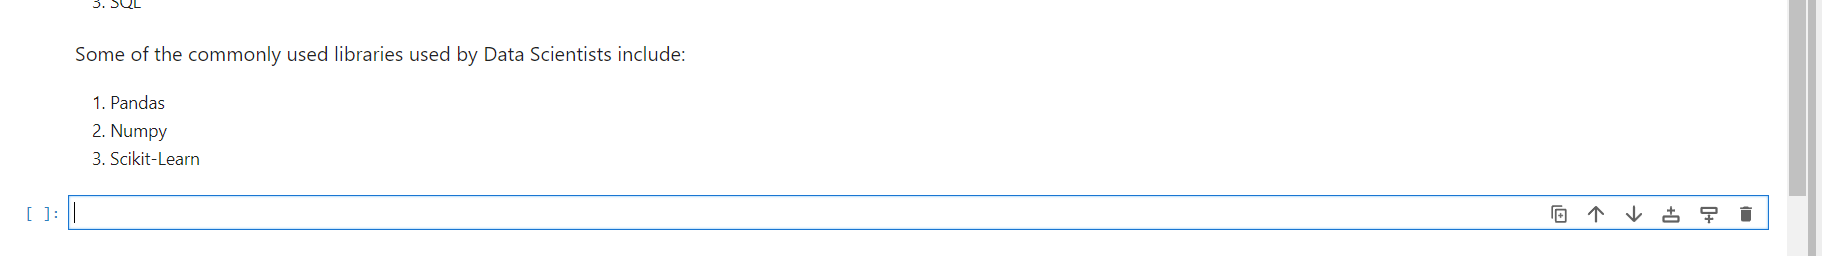 3. SQL
Some of the commonly used libraries used by Data Scientists include:
1. Pandas
2. Numpy
3. Scikit-Learn
[ ]: